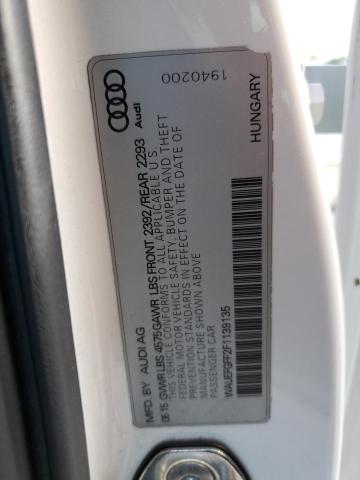 MFD. BY AUDI AG
05.15 GVWR LBS 4575 GAWR LBS FRONT 2392/REAR 2293
THIS VEHICLE CONFORMS TO ALL APPLICABLE U.S.
FEDERAL MOTOR VEHICLE SAFETY, BUMPER AND THEFT
PREVENTION STANDARDS IN EFFECT ON THE DATE OF
MANUFACTURE SHOWN ABOVE
PASSENGER CAR
WAUEFGFF2F1139135
Audi
1940200
HUNGARY